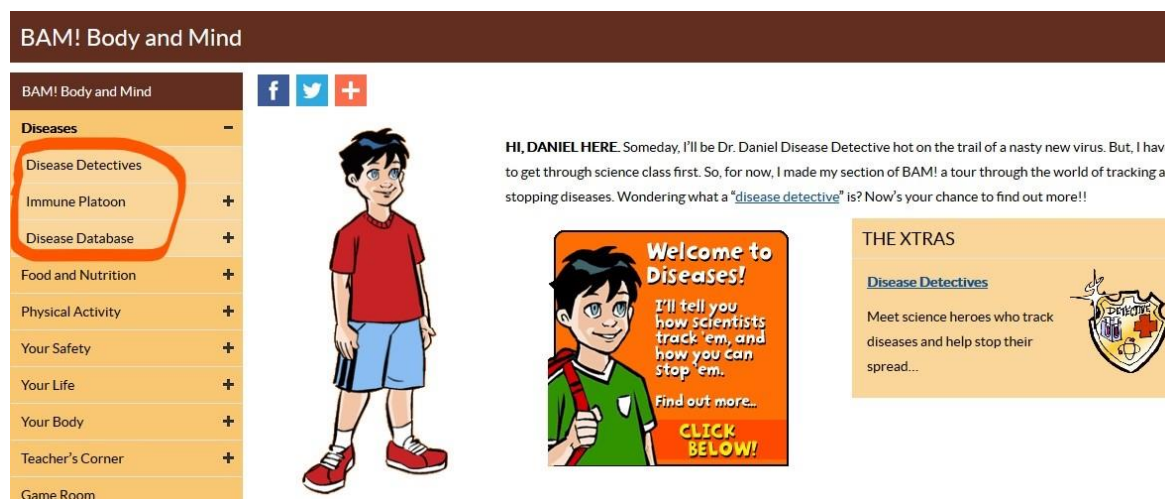 BAM! Body and Mind
BAM! Body and Mind
Diseases
Disease Detectives
Immune Platoon
Disease Database
Food and Nutrition
Physical Activity
Your Safety
Your Life
Your Body
Teacher's Corner
Game Room
HI, DANIEL HERE. Someday, I'll be Dr. Daniel Disease Detective hot on the trail of a nasty new virus. But, I hav
to get through science class first. So, for now, I made my section of BAM! a tour through the world of tracking a
stopping diseases. Wondering what a "disease detective" is? Now's your chance to find out more!!
Welcome to
Diseases!
I'll tell you
how scientists
track 'em, and
how you can
stop 'em.
Find out more...
CLICK
BELOW!
THE XTRAS
Disease Detectives
Meet science heroes who track
diseases and help stop their
spread...
DETECTIVE